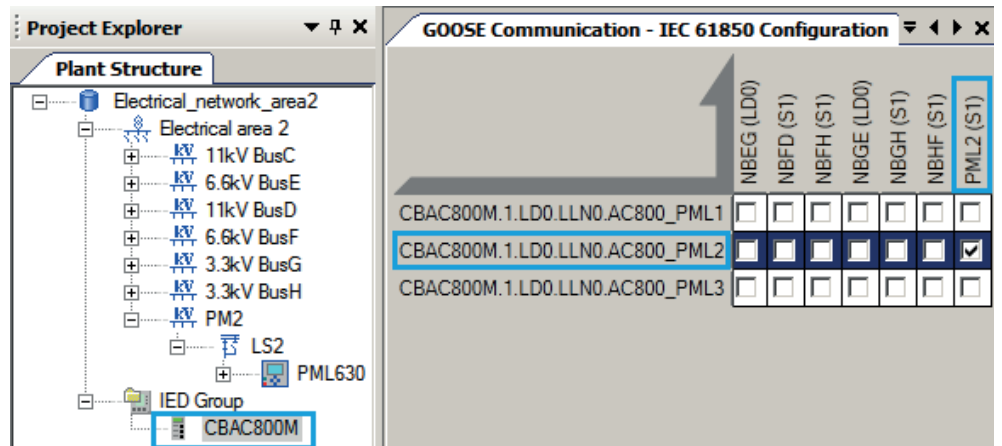 Project Explorer
Plant Structure
Electrical_network_area2
Electrical area 2
11kV BusC
6.6kV BusE
11kV BusD
6.6kV BusF
3.3kV BusG
3.3kV BusH
PM2
LS2
PML630
IED Group
CBAC800M
GOOSE Communication - IEC 61850 Configuration
NBEG (LD0)
NBFD (S1)
NBFH (S1)
NBGE (LD0)
NBGH (S1)
NBHF (S1)
PML2 (S1)
CBAC800M.1.LD0.LLN0.AC800_PML1
CBAC800M.1.LD0.LLN0.AC800_PML2
CBAC800M.1.LD0.LLN0.AC800_PML3